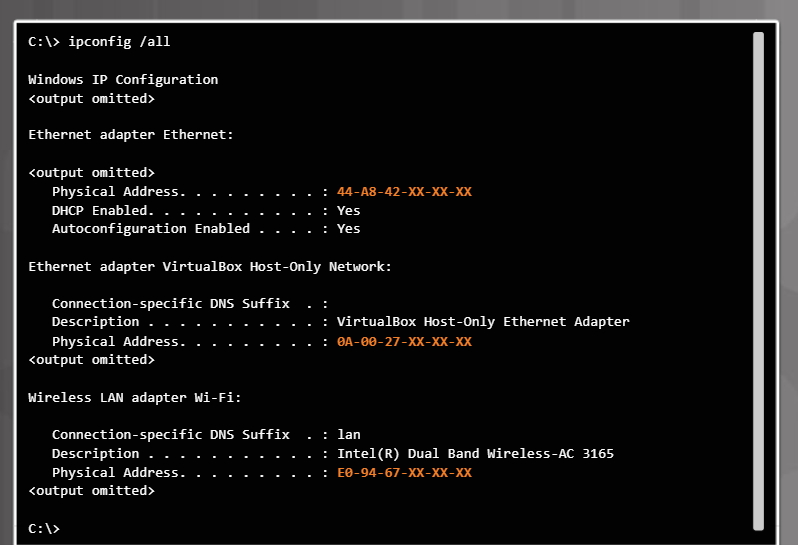 C:\> ipconfig /all
Windows IP Configuration
<output omitted>
Ethernet adapter Ethernet:
<output omitted>
Physical Address. . . . . . . . . : 44-A8-42-XX-XX-XX
DHCP Enabled. . . . . . . . . . . : Yes
Autoconfiguration Enabled . . . . : Yes
Ethernet adapter VirtualBox Host-Only Network:
Connection-specific DNS Suffix  . :
Description . . . . . . . . . . . : VirtualBox Host-Only Ethernet Adapter
Physical Address. . . . . . . . . : 0A-00-27-XX-XX-XX
<output omitted>
Wireless LAN adapter Wi-Fi:
Connection-specific DNS Suffix  . : lan
Description . . . . . . . . . . . : Intel(R) Dual Band Wireless-AC 3165
Physical Address. . . . . . . . . : E0-94-67-XX-XX-XX
<output omitted>
C:\>